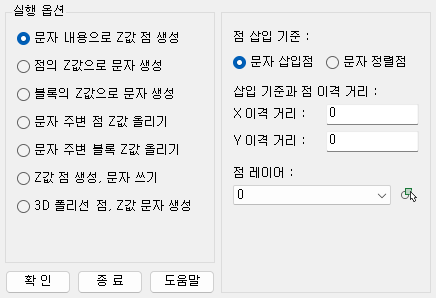 실행 옵션
문자 내용으로 Z값 점 생성
점의 Z값으로 문자 생성
블록의 Z값으로 문자 생성
문자 주변 점 Z값 올리기
문자 주변 블록 Z값 올리기
Z값 점 생성, 문자 쓰기
3D 폴리선 점, Z값 문자 생성
확 인 종 료 도움말
점 삽입 기준 :
문자 삽입점 문자 정렬점
삽입 기준과 점 이격 거리 :
X 이격 거리 : 0
Y 이격 거리 : 0
점 레이어 :
0